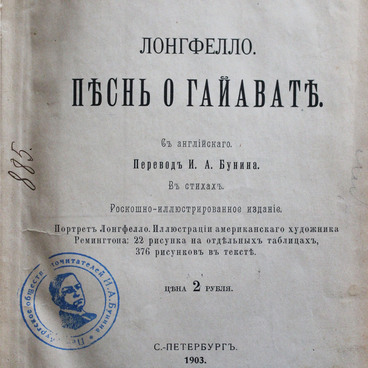 ЛОНГФЕЛЛО.
ПѢСНЬ О ГАЙАВАТѢ.
Съ англійскаго.
Переводъ И. А. Бунина.
Въ стихахъ.
Роскошно-иллюстрированное изданіе.
Портретъ Лонгфелло. Иллюстраціи американскаго художника
Ремингтона: 22 рисунка на отдѣльныхъ таблицахъ,
376 рисунковъ въ текстѣ.
885.
ЦѢНА 2 РУБЛЯ.
почитателей И.А.Бунина
С.-ПЕТЕРБУРГЪ.
1903.